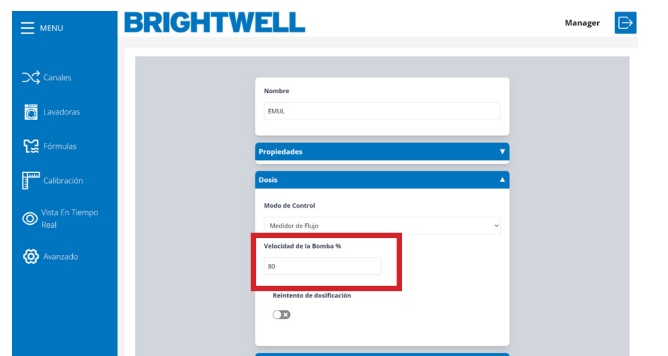 MENU
BRIGHTWELL
Manager
Canales
Lavadoras
Fórmulas
Calibración
Vista En Tiempo
Real
Avanzado
Nombre
EMUL
Propiedades
Dosis
Modo de Control
Medidor de Flujo
Velocidad de la Bomba %
80
Reintento de dosificación